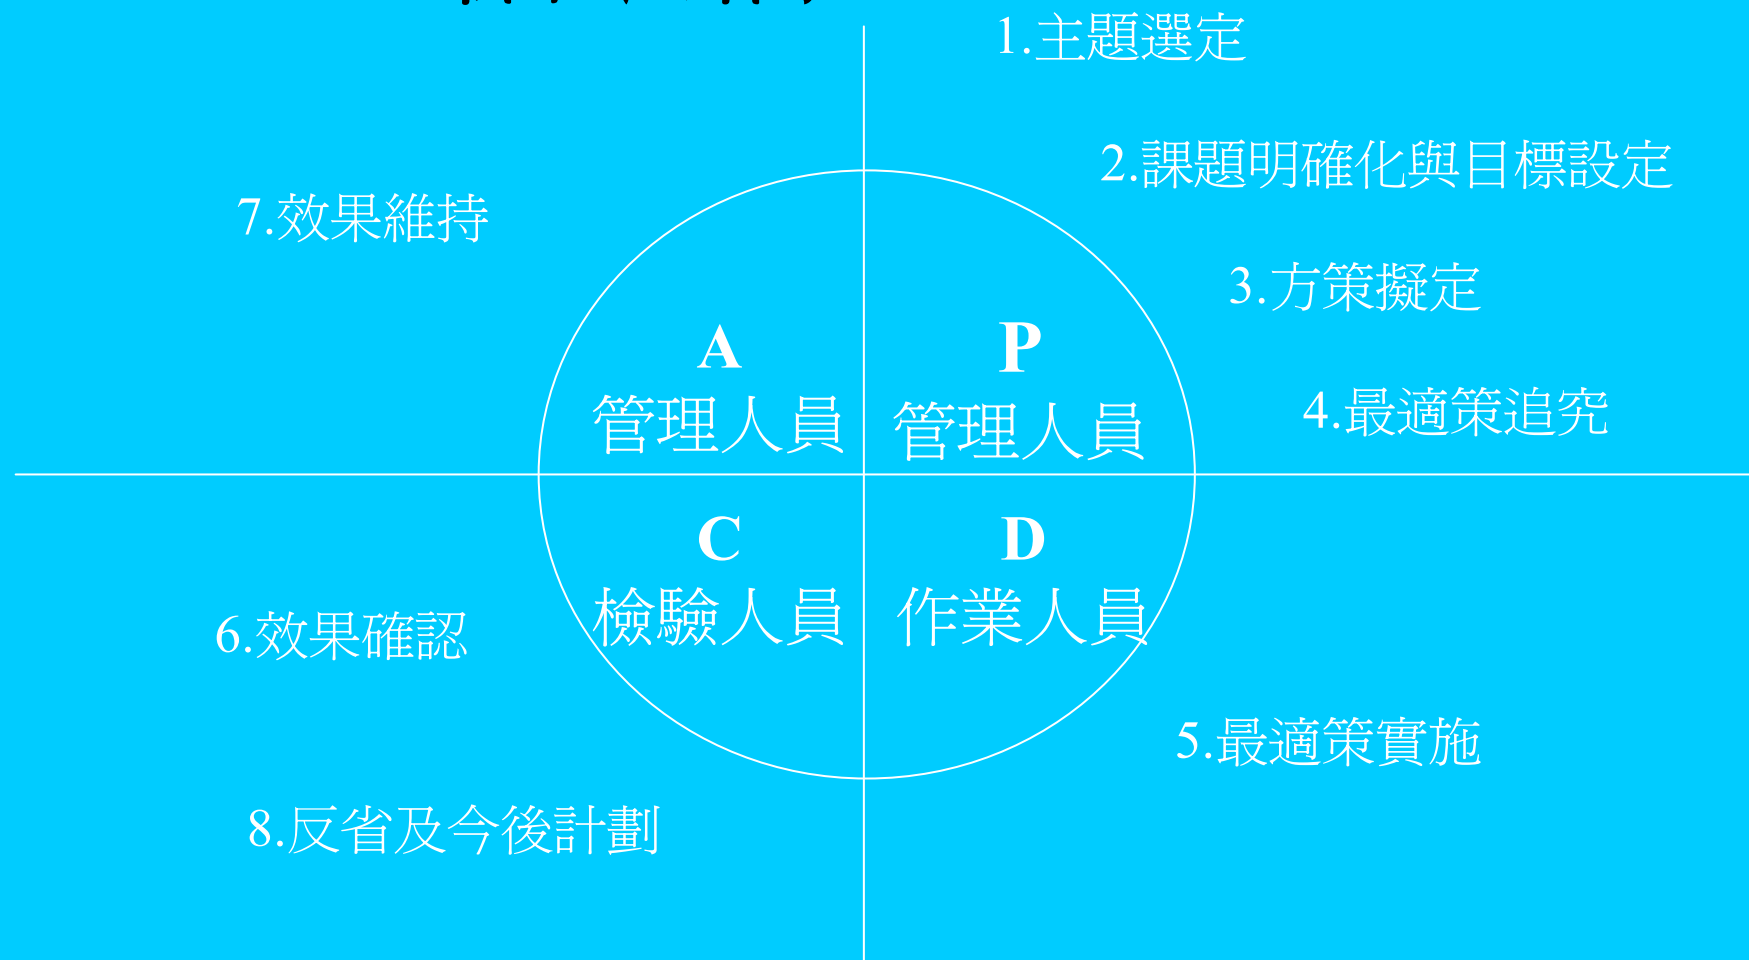 1.主題選定
2.課題明確化與目標設定
3.方策擬定
4.最適策追究
7.效果維持
A
管理人員
P
管理人員
C
檢驗人員
D
作業人員
5.最適策實施
6.效果確認
8.反省及今後計劃